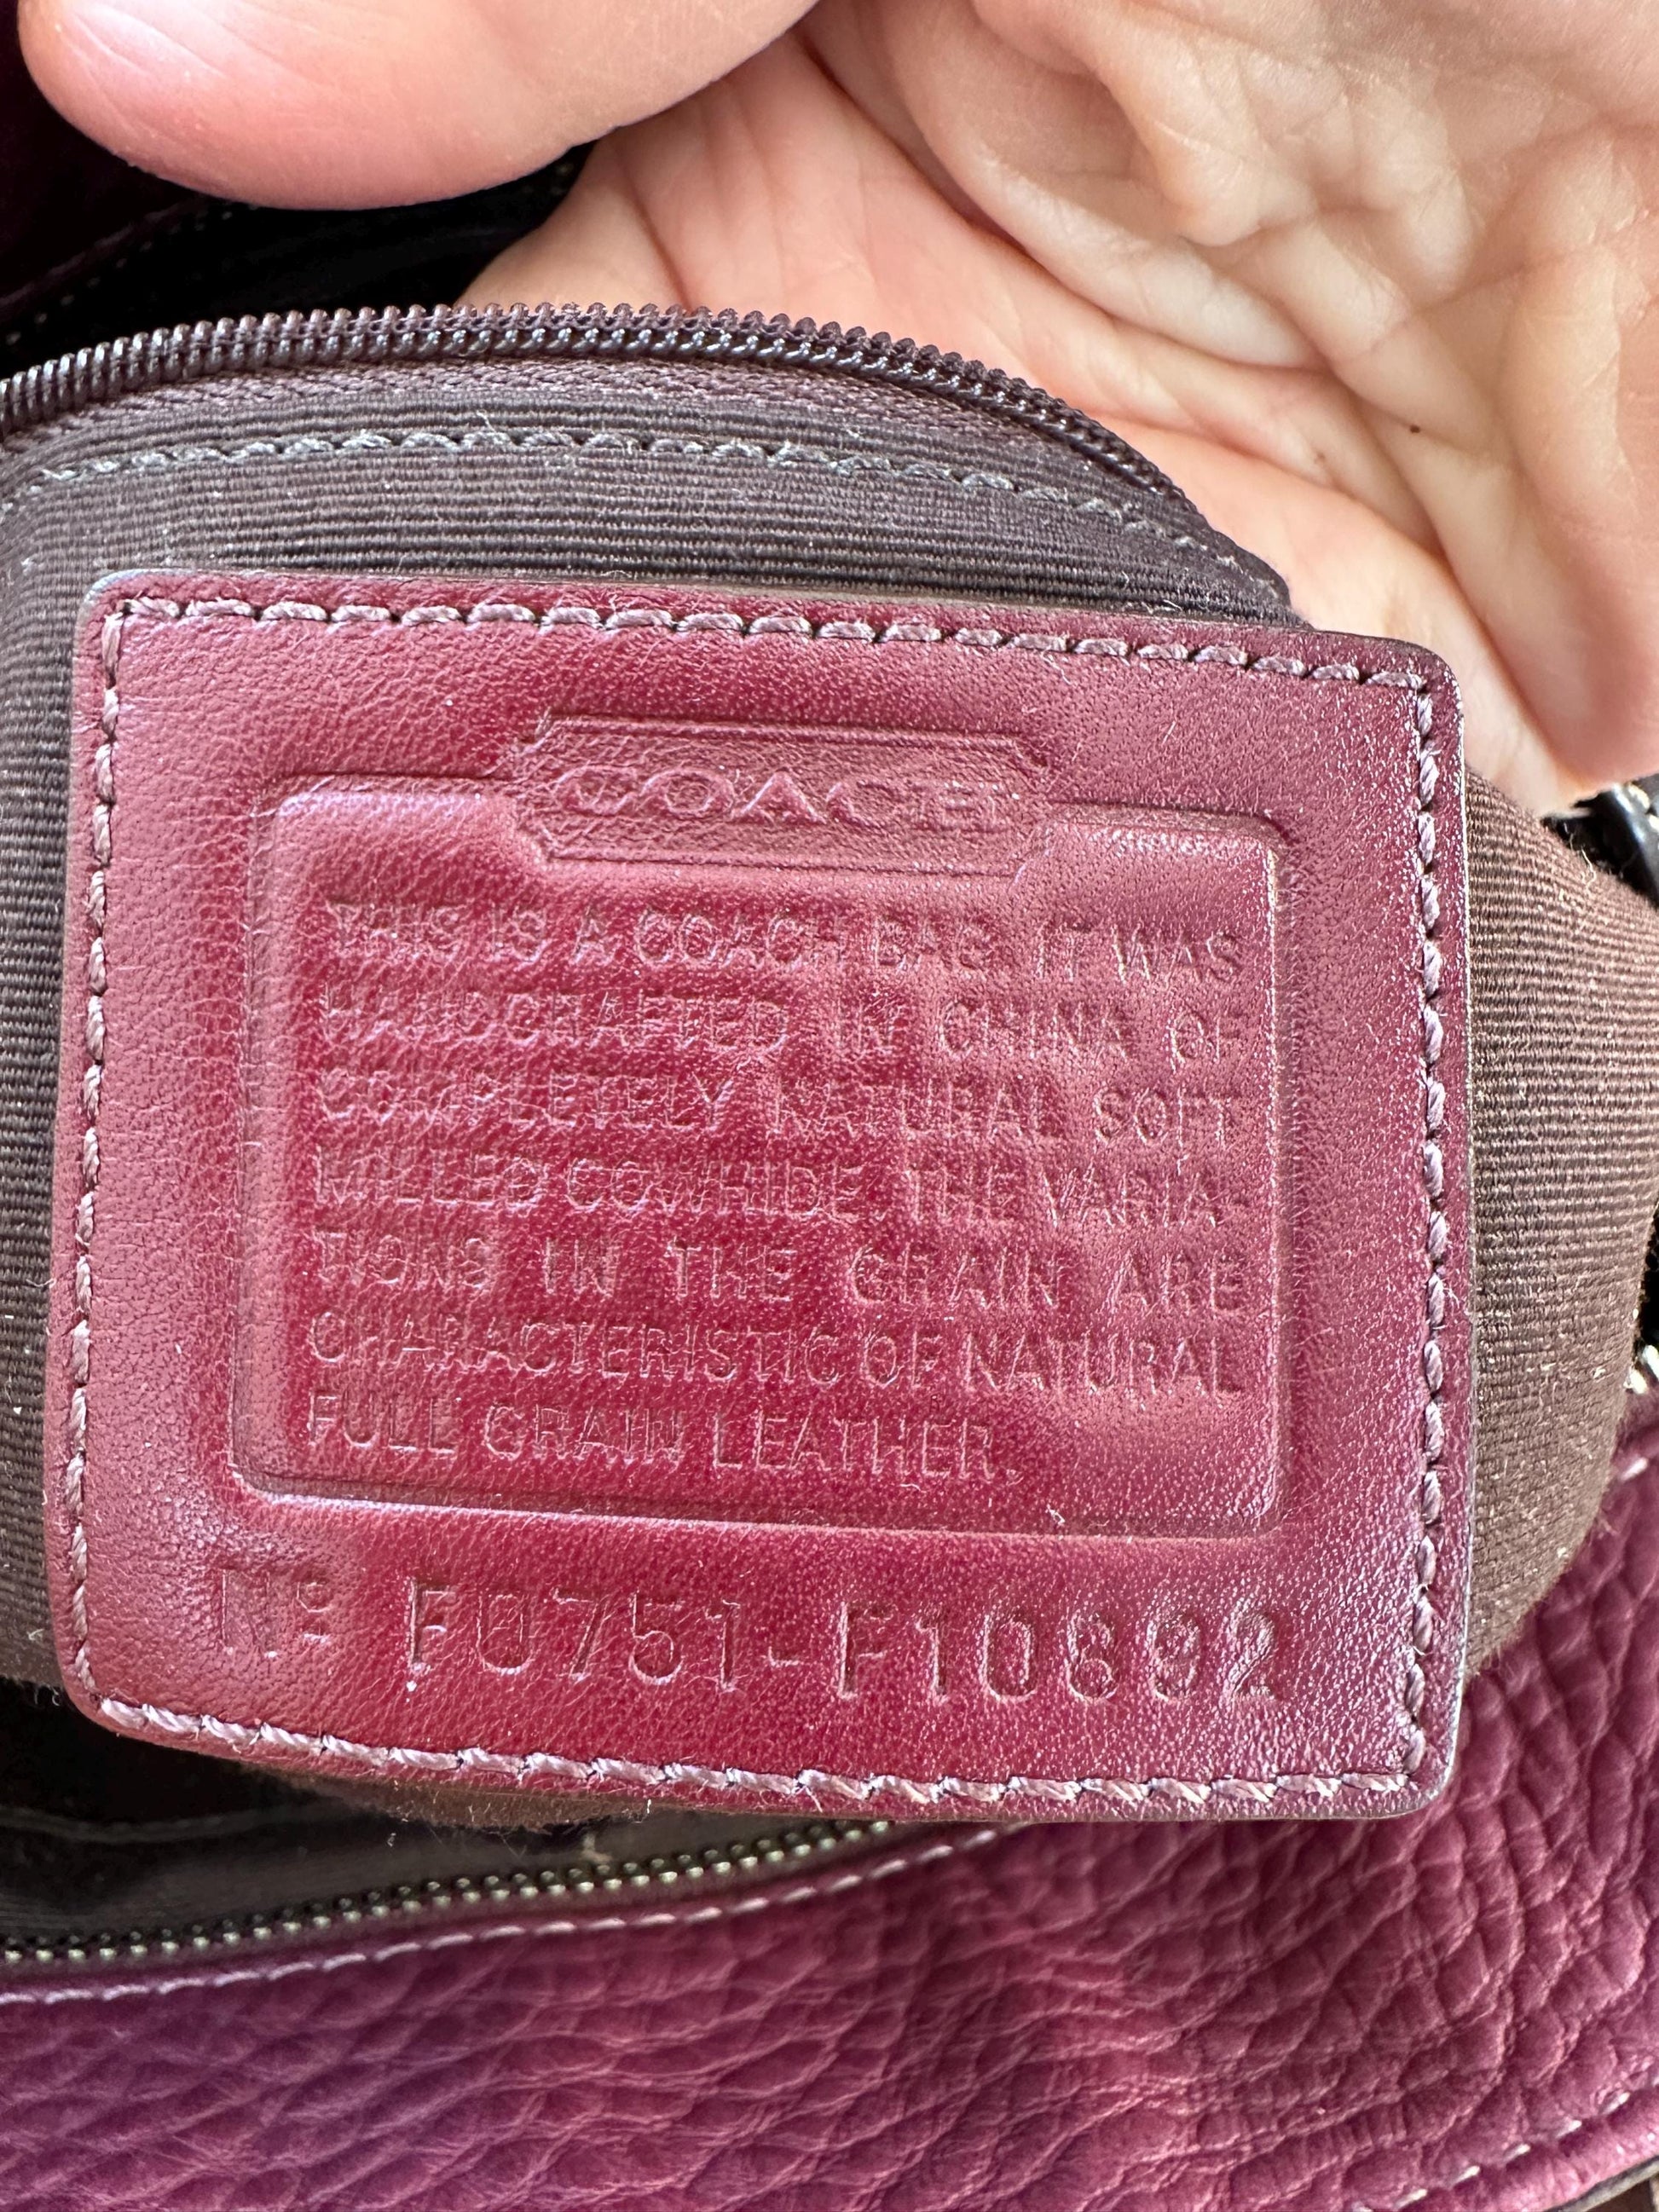 COACH
THIS IS A COACH BAG. IT WAS
HANDCRAFTED IN CHINA OF
COMPLETELY NATURAL SOFT
MILLED COWHIDE. THE VARIA-
TIONS IN THE GRAIN ARE
CHARACTERISTIC OF NATURAL
FULL GRAIN LEATHER.
Nº F0751-F10892